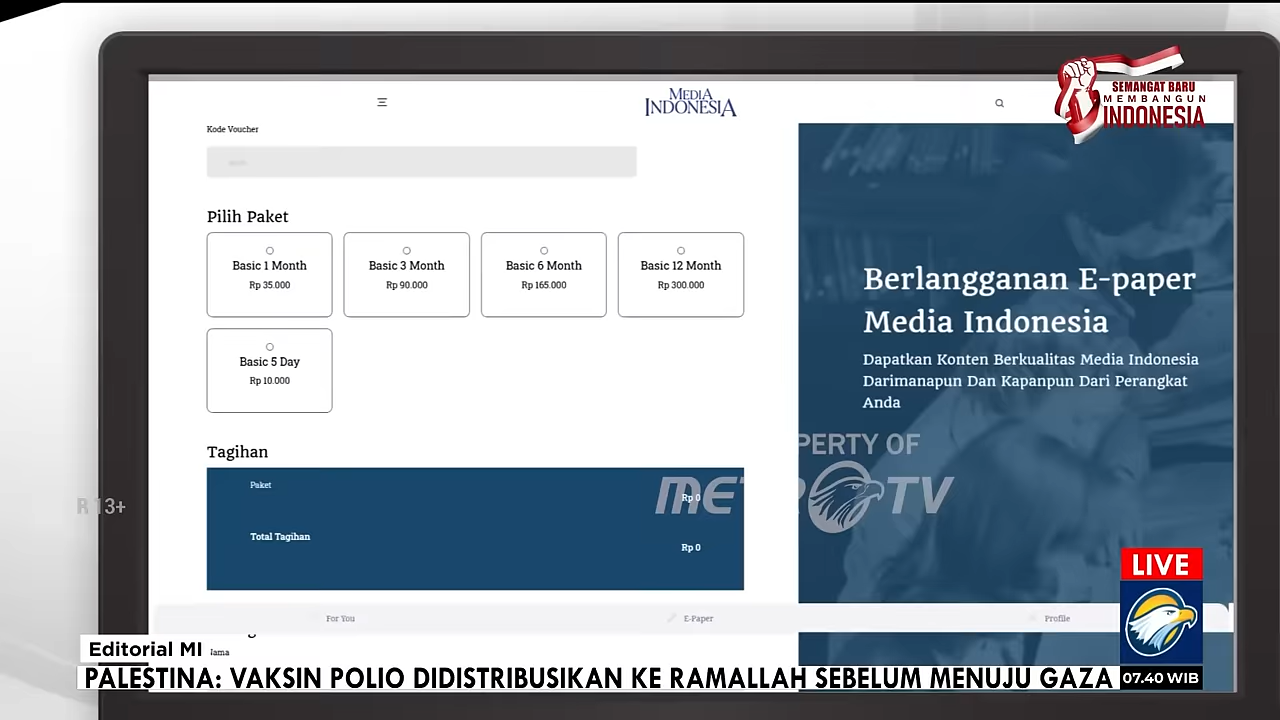 MEDIA
INDONESIA
SEMANGAT BARU
MEMBANGUN
INDONESIA
Kode Voucher
Pilih Paket
Basic 1 Month
Rp 35.000
Basic 3 Month
Rp 90.000
Basic 6 Month
Rp 165.000
Basic 12 Month
Rp 300.000
Basic 5 Day
Rp 10.000
Berlangganan E-paper
Media Indonesia
Dapatkan Konten Berkualitas Media Indonesia
Darimanapun Dan Kapanpun Dari Perangkat
Anda
Tagihan
Paket
Rp 0
Total Tagihan
Rp 0
PERTY OF
METRO TV
R 13+
For You
E-Paper
Profile
LIVE
Editorial MI
PALESTINA: VAKSIN POLIO DIDISTRIBUSIKAN KE RAMALLAH SEBELUM MENUJU GAZA
07.40 WIB